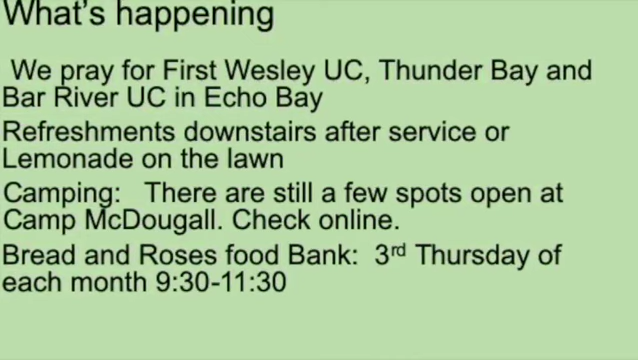 What's happening
We pray for First Wesley UC, Thunder Bay and
Bar River UC in Echo Bay
Refreshments downstairs after service or
Lemonade on the lawn
Camping: There are still a few spots open at
Camp McDougall. Check online.
Bread and Roses food Bank: 3rd Thursday of
each month 9:30-11:30